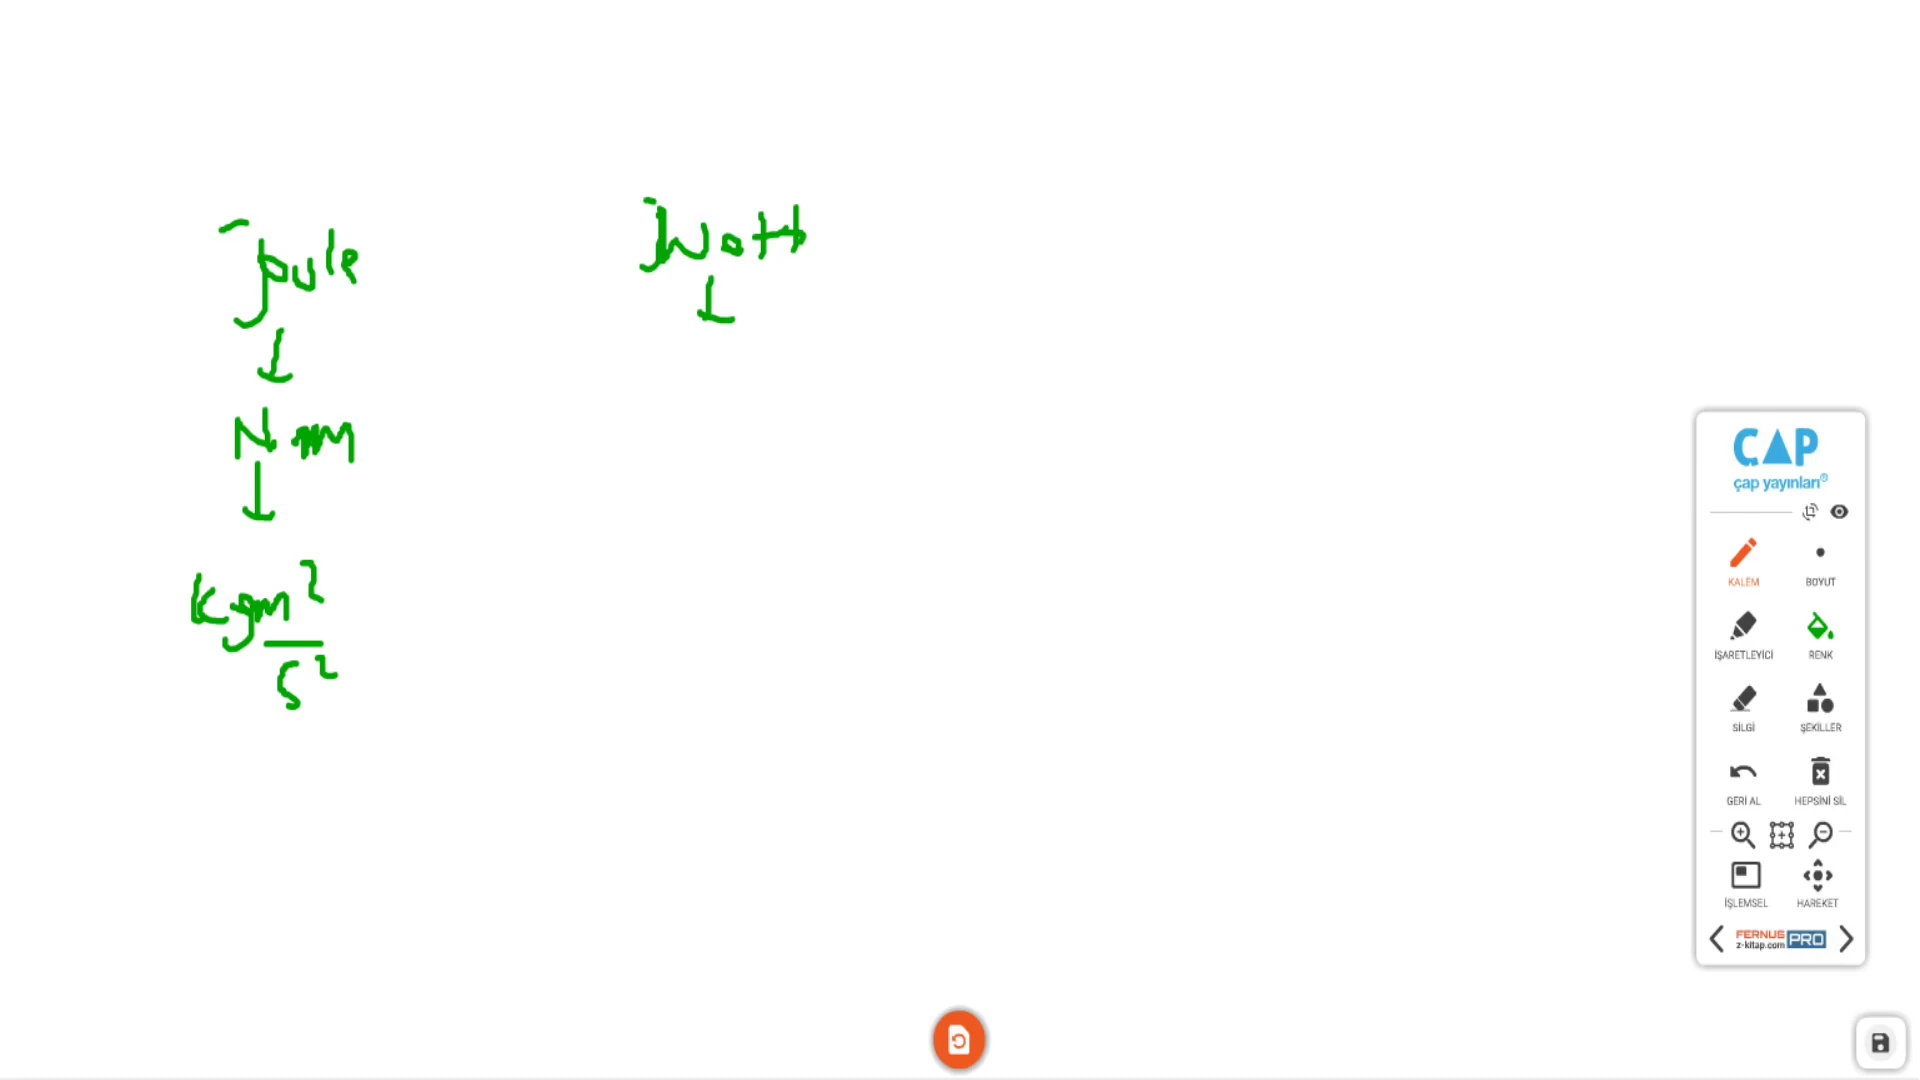 Joule
Watt
N.m
kgm²
s²
ÇAP
çap yayınları®
KALEM
BOYUT
İŞARETLEYİCİ
RENK
SİLGİ
ŞEKİLLER
GERİ AL
HEPSİNİ SİL
İŞLEMSEL
HAREKET
FERNUS
z-kitap.com PRO